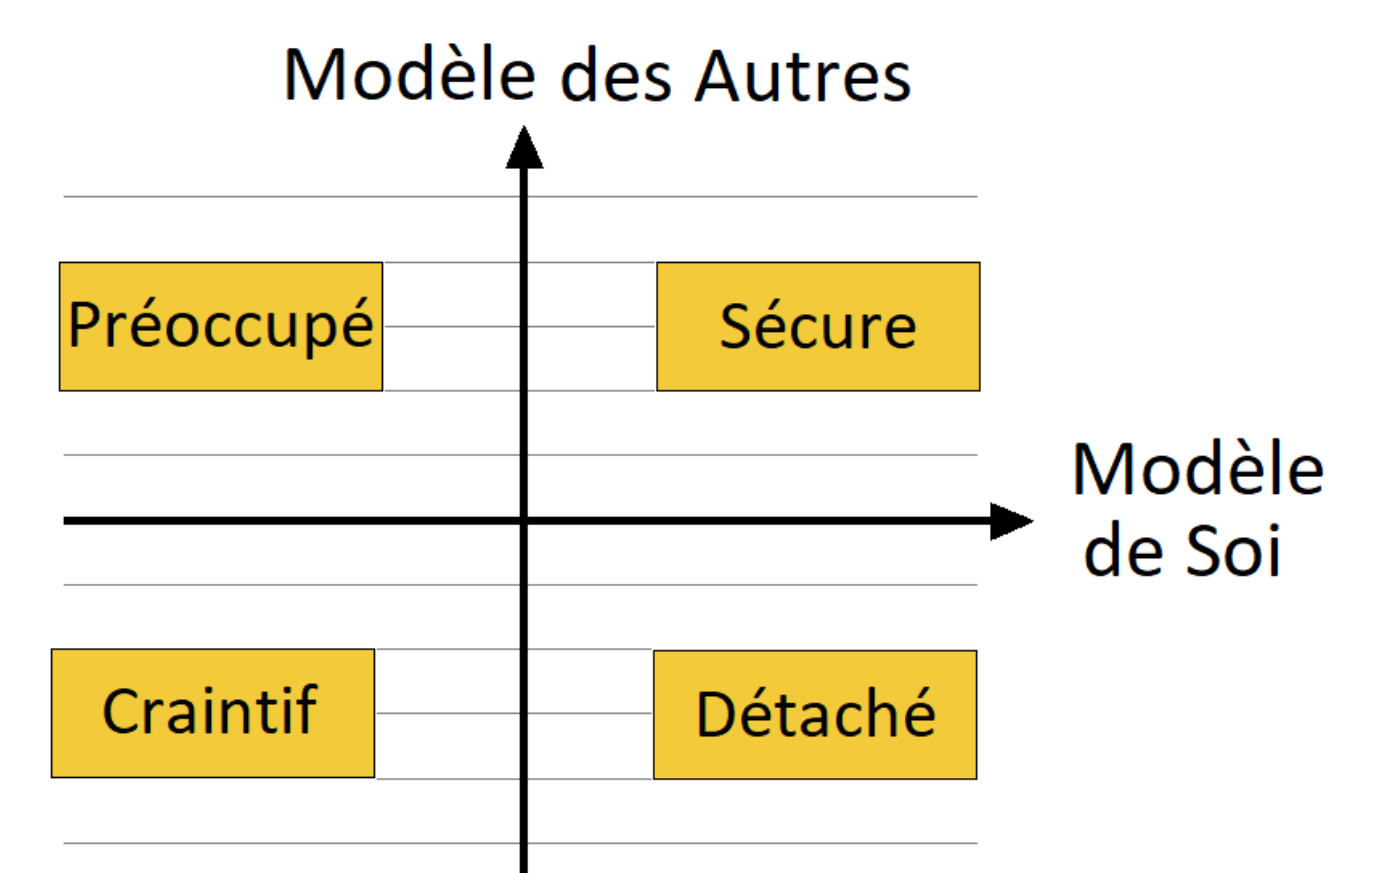 Modèle des Autres
Préoccupé
Sécure
Modèle
de Soi
Craintif
Détaché